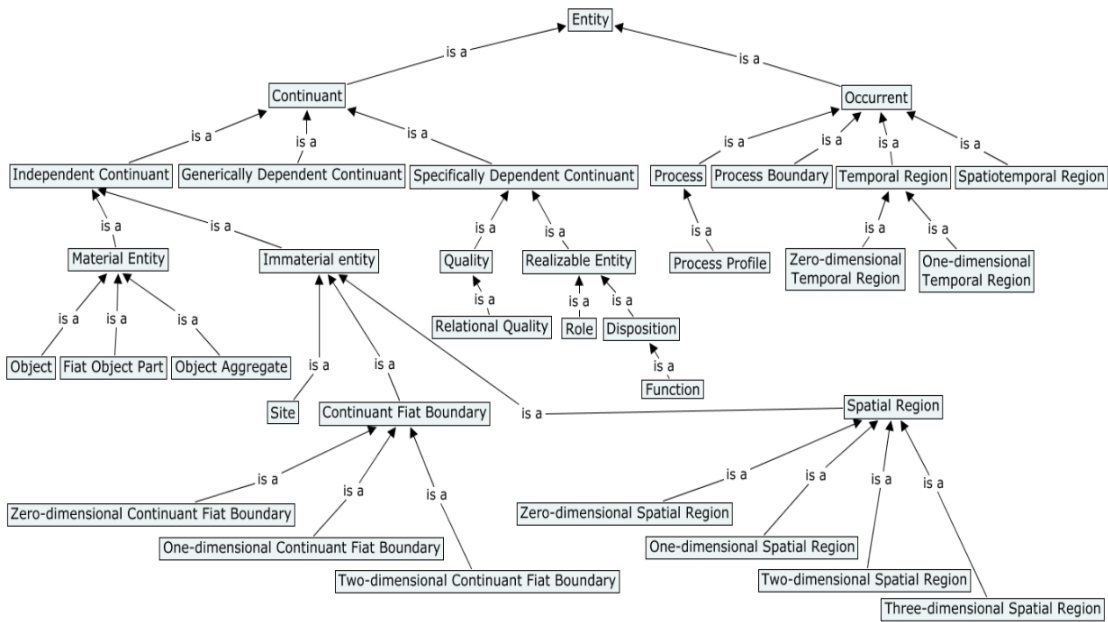 Entity
is a
is a
Continuant
Occurrent
is a
is a
is a
is a
is a
is a
is a
Independent Continuant
Generically Dependent Continuant
Specifically Dependent Continuant
Process
Process Boundary
Temporal Region
Spatiotemporal Region
is a
is a
is a
is a
is a
is a
is a
Material Entity
Immaterial entity
Quality
Realizable Entity
Process Profile
Zero-dimensional
Temporal Region
One-dimensional
Temporal Region
is a
is a
is a
is a
is a
is a
Relational Quality
Role
Disposition
Object
Fiat Object Part
Object Aggregate
is a
is a
is a
Function
Site
Continuant Fiat Boundary
is a
Spatial Region
is a
is a
is a
is a
is a
is a
is a
Zero-dimensional Continuant Fiat Boundary
Zero-dimensional Spatial Region
One-dimensional Continuant Fiat Boundary
One-dimensional Spatial Region
Two-dimensional Continuant Fiat Boundary
Two-dimensional Spatial Region
Three-dimensional Spatial Region